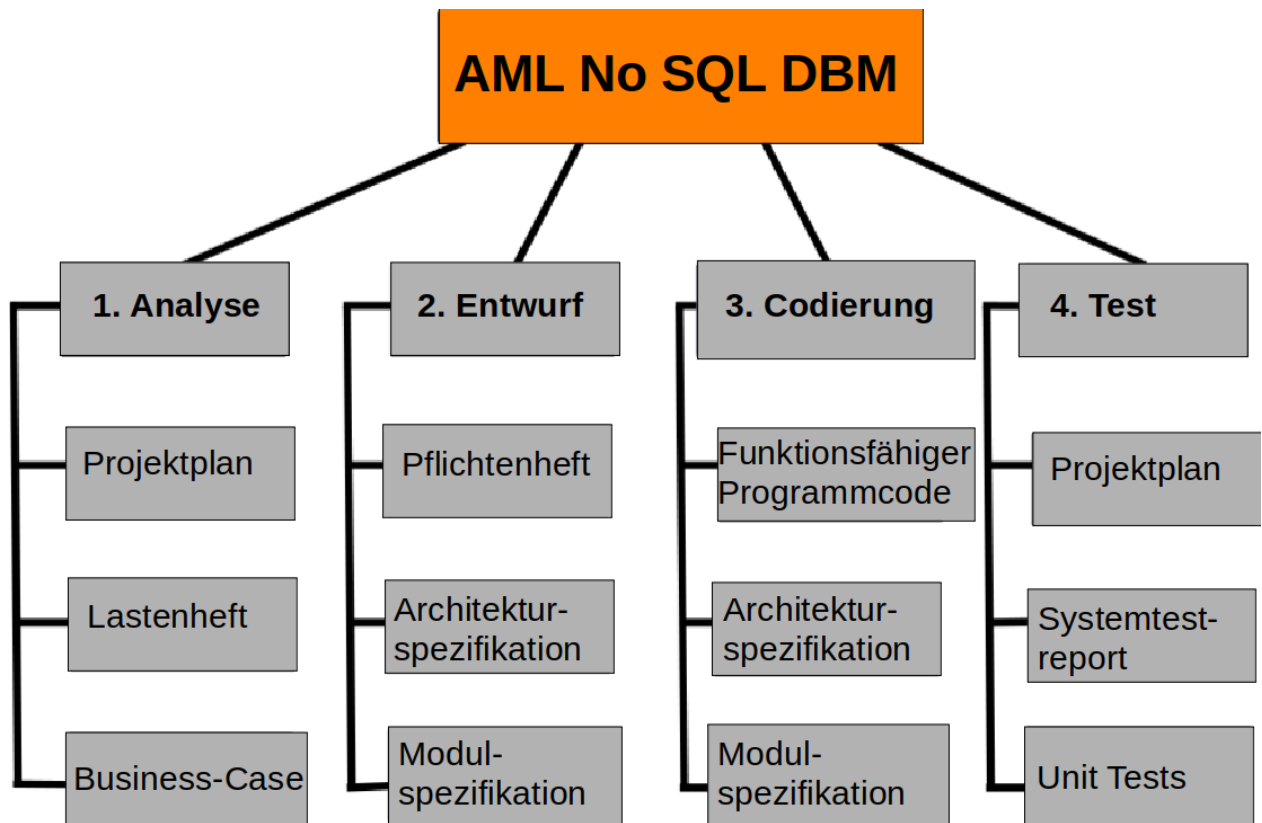 AML No SQL DBM
1. Analyse
2. Entwurf
3. Codierung
4. Test
Projektplan
Pflichtenheft
Funktionsfähiger
Programmcode
Projektplan
Lastenheft
Architektur-
spezifikation
Architektur-
spezifikation
Systemtest-
report
Business-Case
Modul-
spezifikation
Modul-
spezifikation
Unit Tests